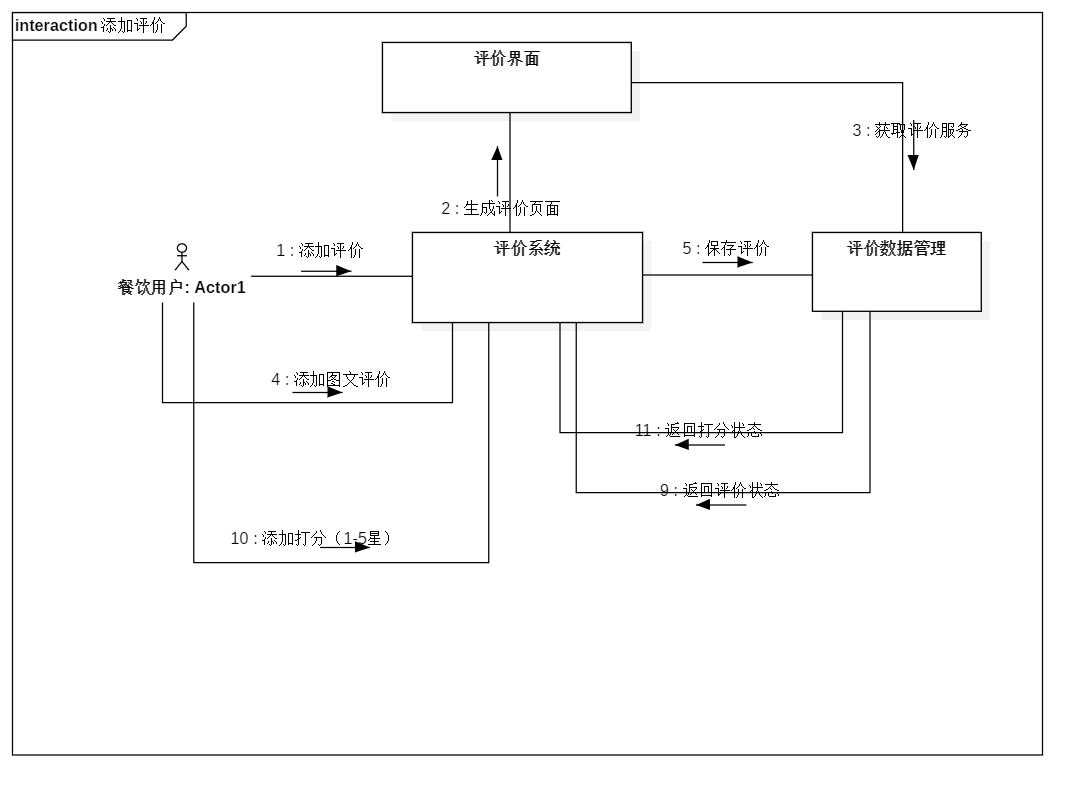 interaction 添加评价
评价界面
3 : 获取评价服务
2 : 生成评价页面
1 : 添加评价
评价系统
5 : 保存评价
评价数据管理
餐饮用户: Actor1
4 : 添加图文评价
11 : 返回打分状态
9 : 返回评价状态
10 : 添加打分（1-5星）